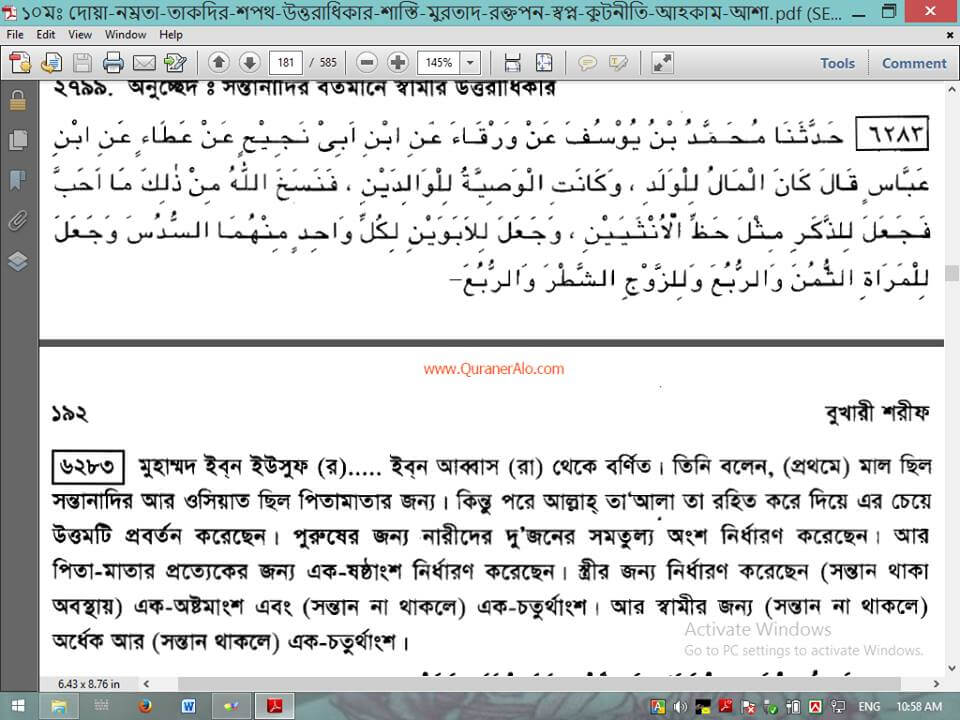 ১০মঃ দোয়া-নম্রতা-তাকদির-শপথ-উত্তরাধিকার-শাস্তি-মুরতাদ-রক্তপন-স্বপ্ন-কুটনীতি-আহকাম-আশা.pdf (SE...
File Edit View Window Help
181 / 585 145% Tools Comment
২৭৯৯. অনুচ্ছেদ ঃ সন্তানাদির বর্তমানে স্বামীর উত্তরাধিকার
٦٢٨٣ حَدَّثَنَا مُحَمَّدُ بْنُ يُوْسُفَ عَنْ وَرْقَاءَ عَنِ ابْنِ اَبِىْ نَجِيْحٍ عَنْ عَطَاءٍ عَنِ ابْنِ
عَبَّاسٍ قَالَ كَانَ الْمَالُ لِلْوَلَدِ ، وَكَانَتِ الْوَصِيَّةُ لِلْوَالِدَيْنِ ، فَنَسَخَ اللّٰهُ مِنْ ذٰلِكَ مَا اَحَبَّ
فَجَعَلَ لِلذَّكَرِ مِثْلَ حَظِّ الْاُنْثَيَيْنِ ، وَجَعَلَ لِلْاَبَوَيْنِ لِكُلِّ وَاحِدٍ مِنْهُمَا السُّدُسَ وَجَعَلَ
لِلْمَرَاَةِ الثُّمُنَ وَالرُّبُعَ وَلِلزَّوْجِ الشَّطْرَ وَالرُّبُعَ–
www.QuranerAlo.com
১৯২ বুখারী শরীফ
৬২৮৩ মুহাম্মদ ইব্ন ইউসুফ (র)..... ইব্ন আব্বাস (রা) থেকে বর্ণিত। তিনি বলেন, (প্রথমে) মাল ছিল
সন্তানাদির আর ওসিয়াত ছিল পিতামাতার জন্য। কিন্তু পরে আল্লাহ্ তা'আলা তা রহিত করে দিয়ে এর চেয়ে
উত্তমটি প্রবর্তন করেছেন। পুরুষের জন্য নারীদের দু'জনের সমতুল্য অংশ নির্ধারণ করেছেন। আর
পিতা-মাতার প্রত্যেকের জন্য এক-ষষ্ঠাংশ নির্ধারণ করেছেন। স্ত্রীর জন্য নির্ধারণ করেছেন (সন্তান থাকা
অবস্থায়) এক-অষ্টমাংশ এবং (সন্তান না থাকলে) এক-চতুর্থাংশ। আর স্বামীর জন্য (সন্তান না থাকলে)
অর্ধেক আর (সন্তান থাকলে) এক-চতুর্থাংশ।
Activate Windows
Go to PC settings to activate Windows.
6.43 x 8.76 in
ENG 10:58 AM